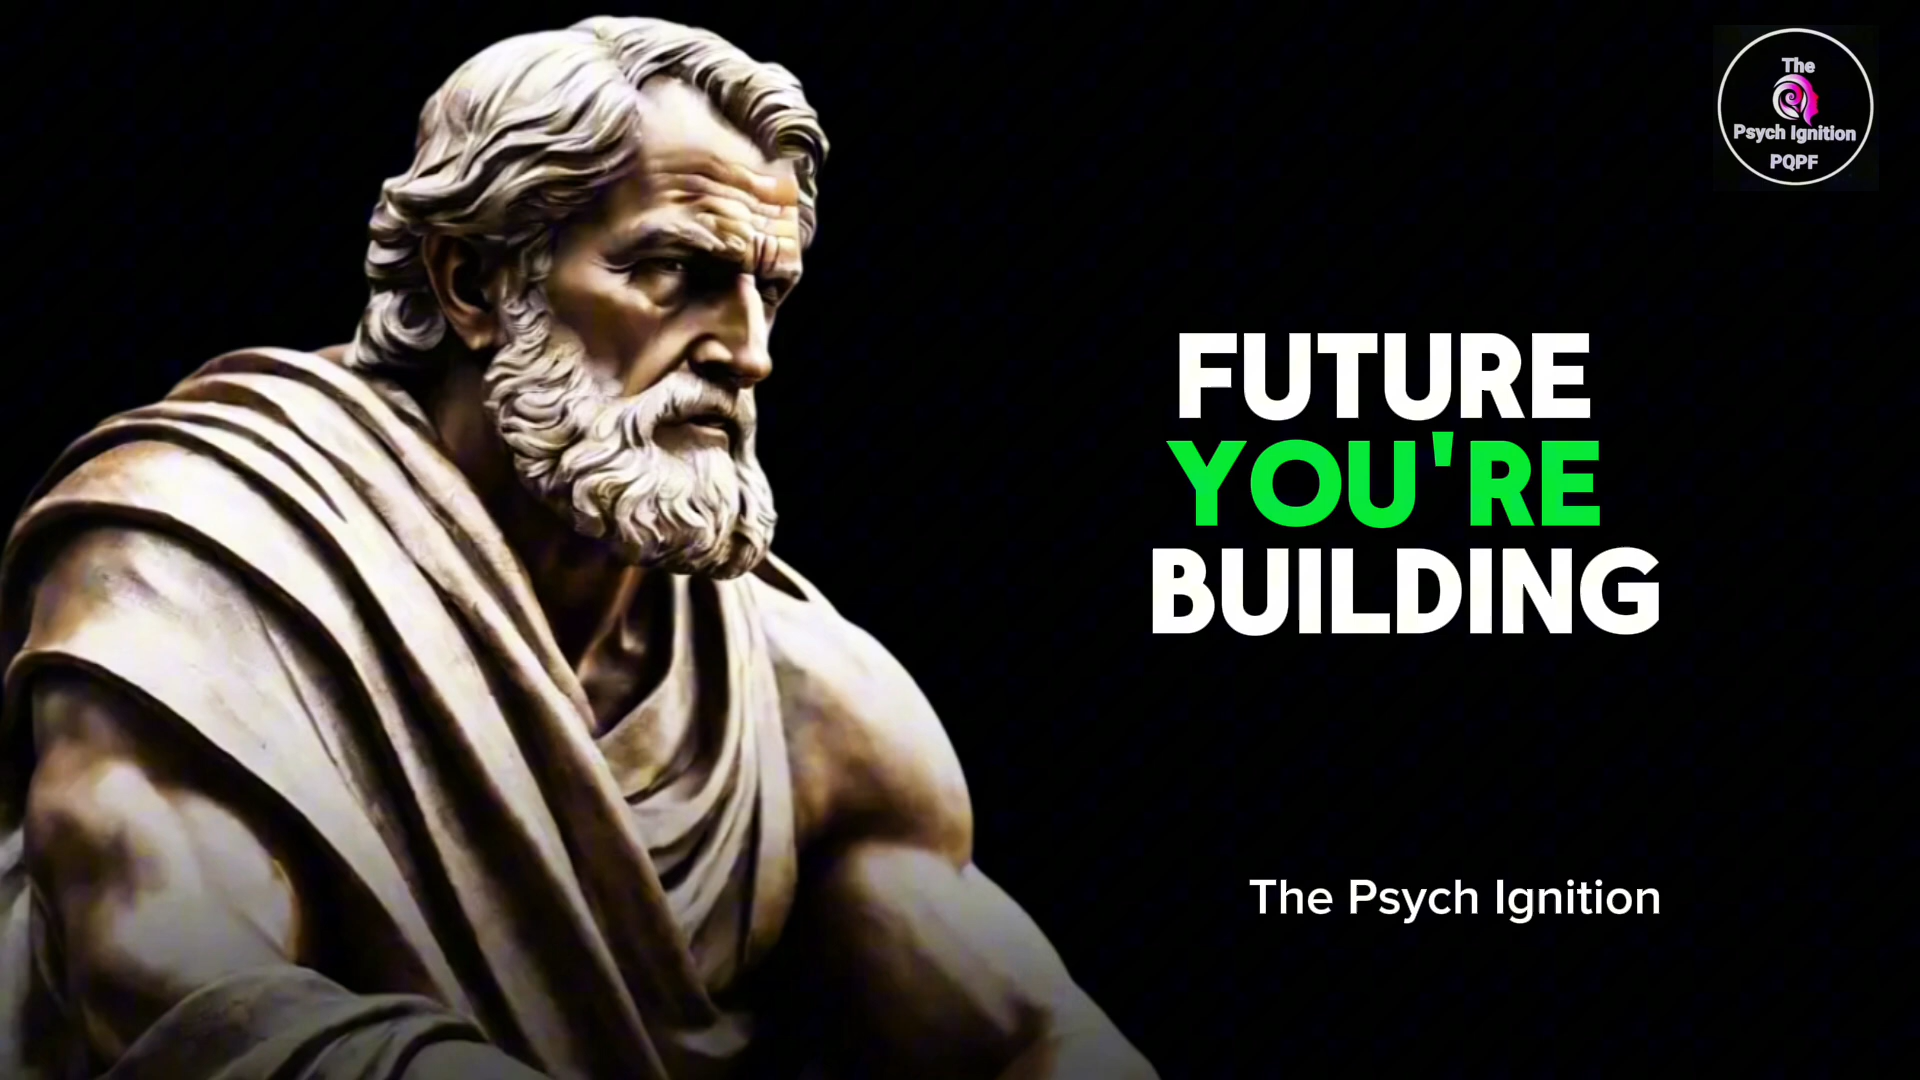 The
Psych Ignition
PQPF
FUTURE
YOU'RE
BUILDING
The Psych Ignition